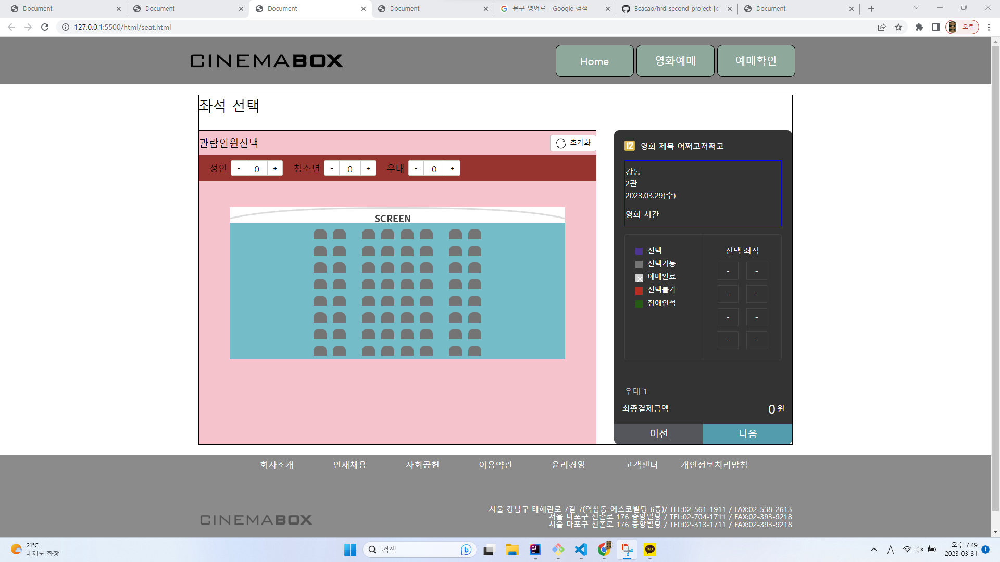 Document
Document
Document
Document
문구 영어로 - Google 검색
Bcacao/hrd-second-project-jk
Document
127.0.0.1:5500/html/seat.html
오류
CINEMABOX
Home
영화예매
예매확인
좌석 선택
관람인원선택
초기화
성인 - 0 + 청소년 - 0 + 우대 - 0 +
SCREEN
12 영화 제목 어쩌고저쩌고
강동
2관
2023.03.29(수)
영화 시간
선택
선택가능
예매완료
선택불가
장애인석
선택 좌석
- -
- -
- -
- -
우대 1
최종결제금액 0 원
이전 다음
회사소개 인재채용 사회공헌 이용약관 윤리경영 고객센터 개인정보처리방침
CINEMABOX
서울 강남구 테헤란로 7길 7(역삼동 에스코빌딩 6층)/ TEL:02-561-1911 / FAX:02-538-2613
서울 마포구 신촌로 176 중앙빌딩 / TEL:02-704-1711 / FAX:02-393-9218
서울 마포구 신촌로 176 중앙빌딩 / TEL:02-313-1711 / FAX:02-393-9218
21°C
대체로 화창
검색
IJ
TALK
A
오후 7:49
2023-03-31
1